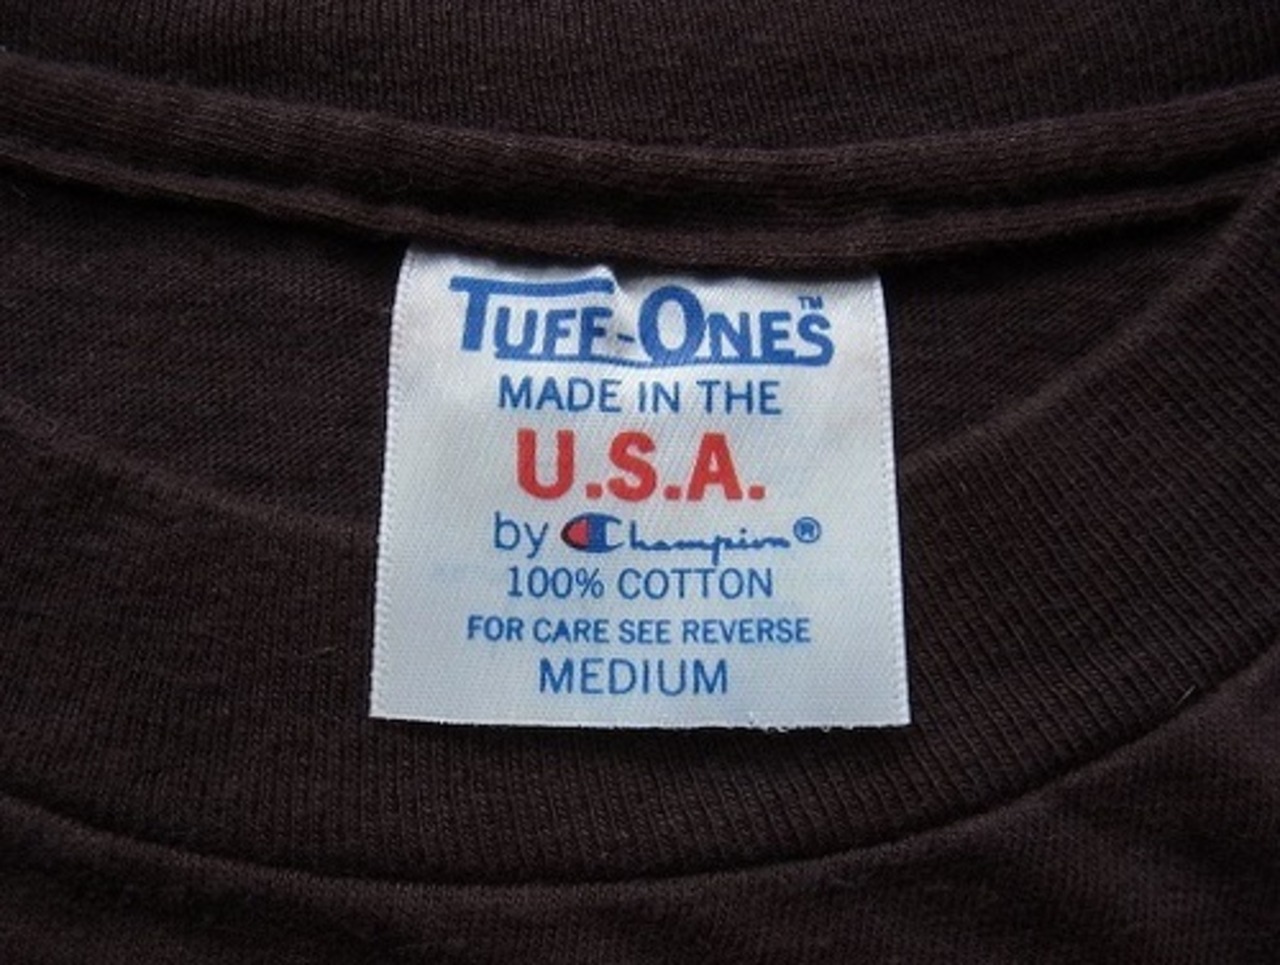 TUFF-ONES™
MADE IN THE
U.S.A.
by Champion®
100% COTTON
FOR CARE SEE REVERSE
MEDIUM